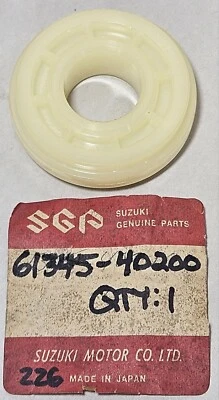 SGP
SUZUKI
GENUINE PARTS
61345-40200
QTY:1
SUZUKI MOTOR CO. LTD.
226
MADE IN JAPAN